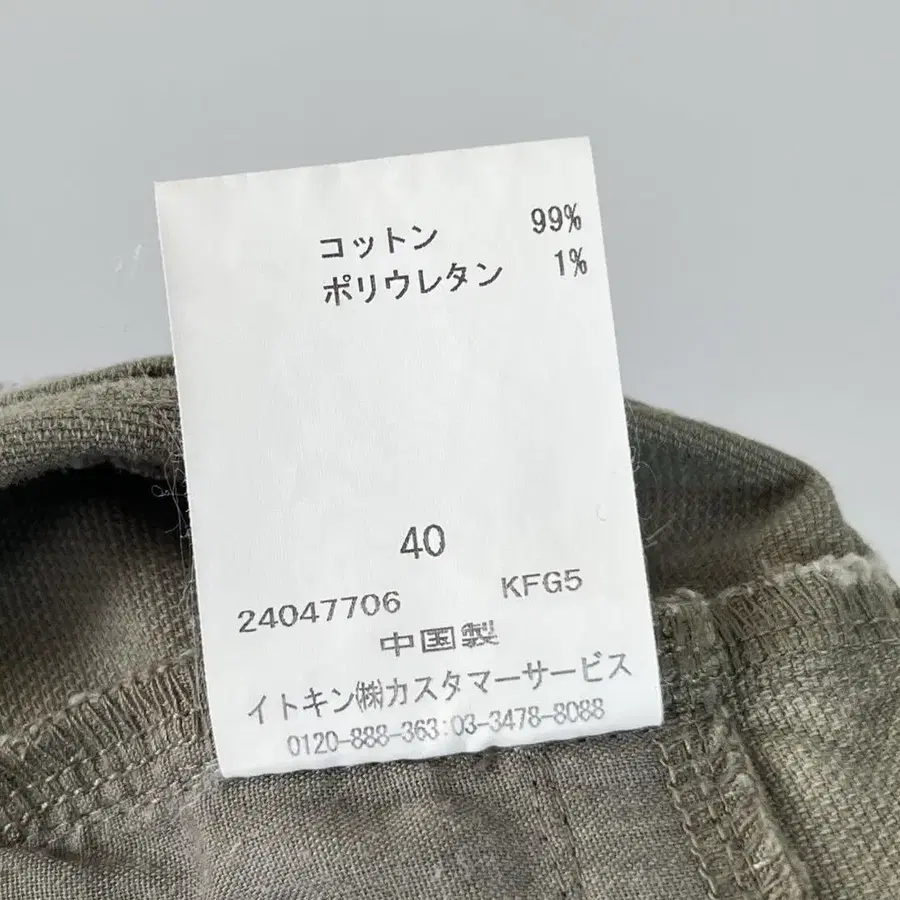 コットン 99%
ポリウレタン 1%
40
24047706 KFG5
中国製
イトキン㈱カスタマーサービス
0120-888-363:03-3478-8088